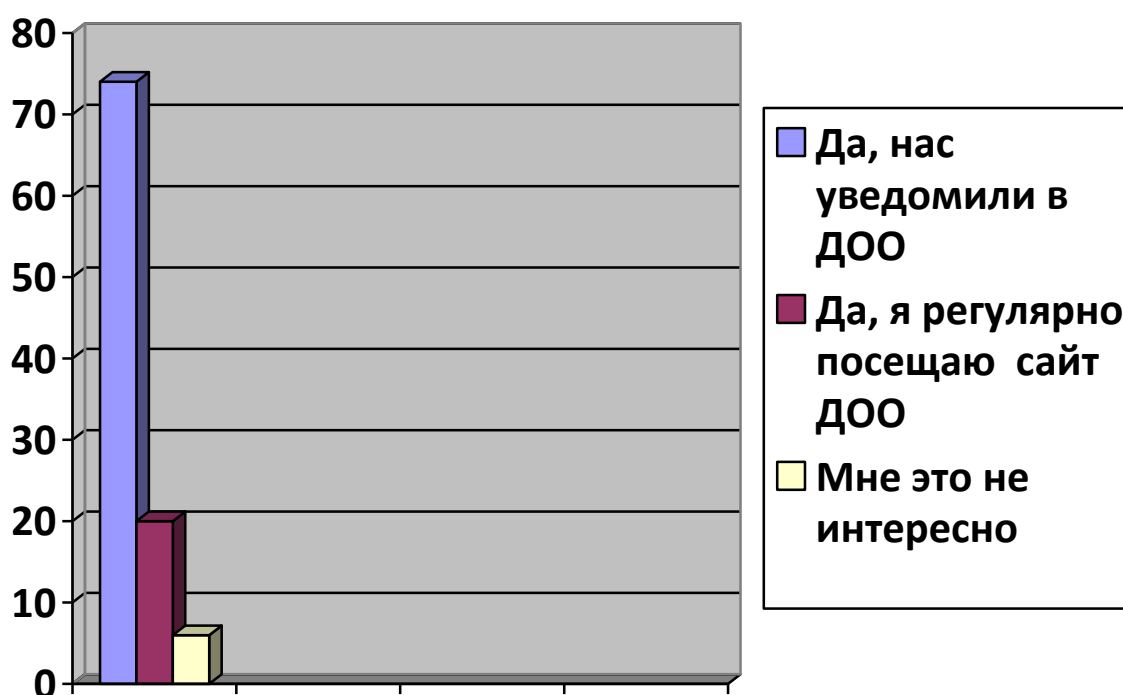 80
70
60
50
40
30
20
10
0
Да, нас
уведомили в
ДОО
Да, я регулярно
посещаю  сайт
ДОО
Мне это не
интересно